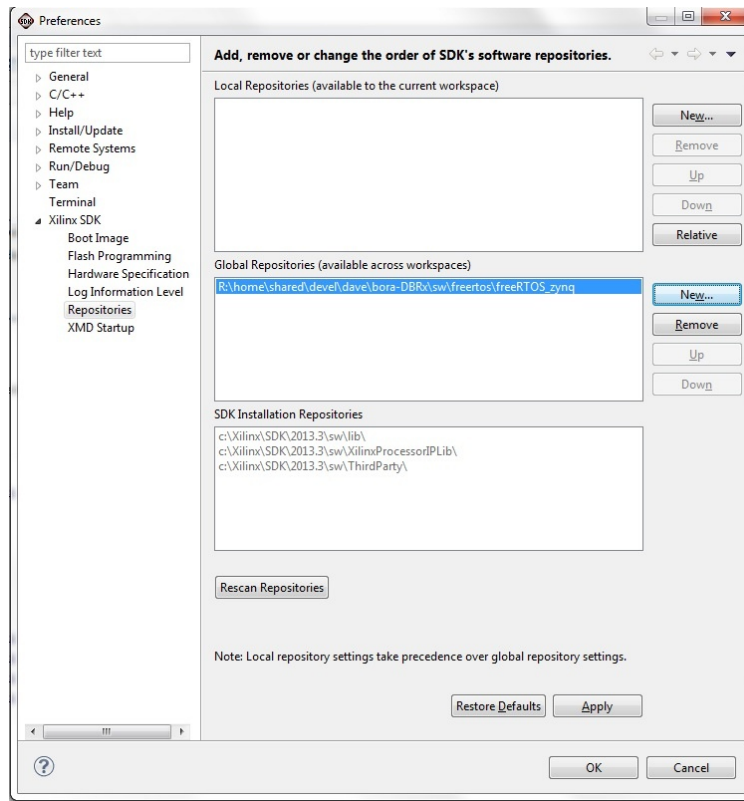 SDK Preferences
type filter text
General
C/C++
Help
Install/Update
Remote Systems
Run/Debug
Team
Terminal
Xilinx SDK
Boot Image
Flash Programming
Hardware Specification
Log Information Level
Repositories
XMD Startup
Add, remove or change the order of SDK's software repositories.
Local Repositories (available to the current workspace)
New...
Remove
Up
Down
Relative
Global Repositories (available across workspaces)
R:\home\shared\devel\dave\bora-DBRx\sw\freertos\freeRTOS_zynq
New...
Remove
Up
Down
SDK Installation Repositories
c:\Xilinx\SDK\2013.3\sw\lib\
c:\Xilinx\SDK\2013.3\sw\XilinxProcessorIPLib\
c:\Xilinx\SDK\2013.3\sw\ThirdParty\
Rescan Repositories
Note: Local repository settings take precedence over global repository settings.
Restore Defaults
Apply
?
OK
Cancel